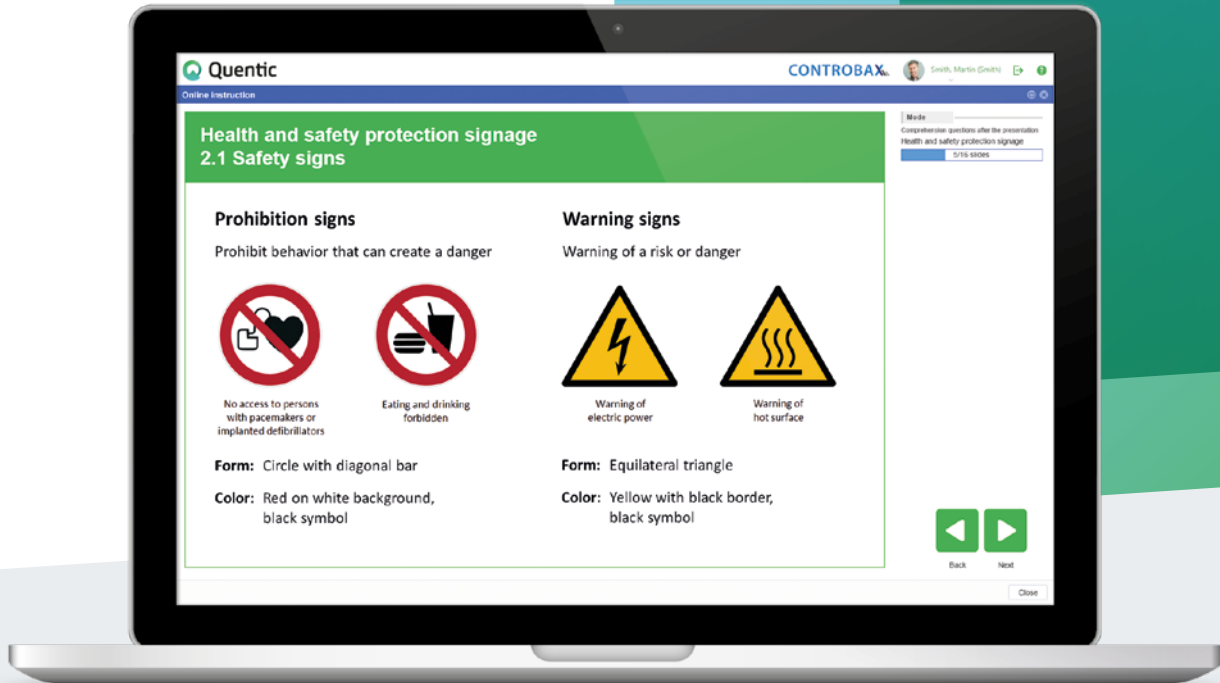 Quentic
CONTROBAX
Smith, Martin (Smith)
Online instruction
Health and safety protection signage
2.1 Safety signs
Mode
Comprehension questions after the presentation
Health and safety protection signage
5/16 slides
Prohibition signs
Prohibit behavior that can create a danger
No access to persons
with pacemakers or
implanted defibrillators
Eating and drinking
forbidden
Form: Circle with diagonal bar
Color: Red on white background,
black symbol
Warning signs
Warning of a risk or danger
Warning of
electric power
Warning of
hot surface
Form: Equilateral triangle
Color: Yellow with black border,
black symbol
Back
Next
Close